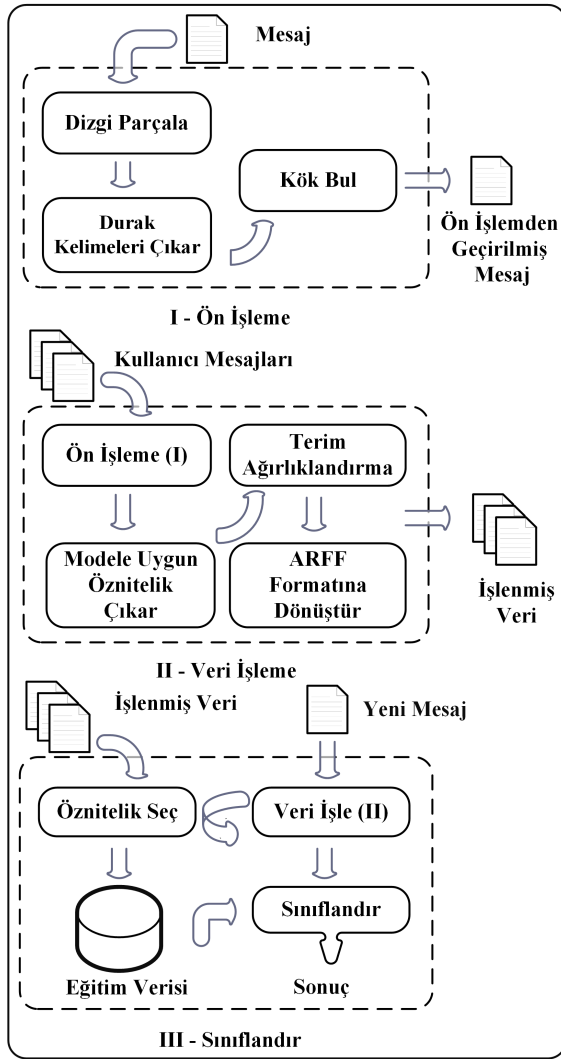 Mesaj
Dizgi Parçala
Durak
Kelimeleri Çıkar
Kök Bul
Ön İşlemden
Geçirilmiş
Mesaj
I - Ön İşleme
Kullanıcı Mesajları
Ön İşleme (I)
Modele Uygun
Öznitelik
Çıkar
Terim
Ağırlıklandırma
ARFF
Formatına
Dönüştür
İşlenmiş
Veri
II - Veri İşleme
İşlenmiş Veri
Yeni Mesaj
Öznitelik Seç
Veri İşle (II)
Eğitim Verisi
Sınıflandır
Sonuç
III - Sınıflandır